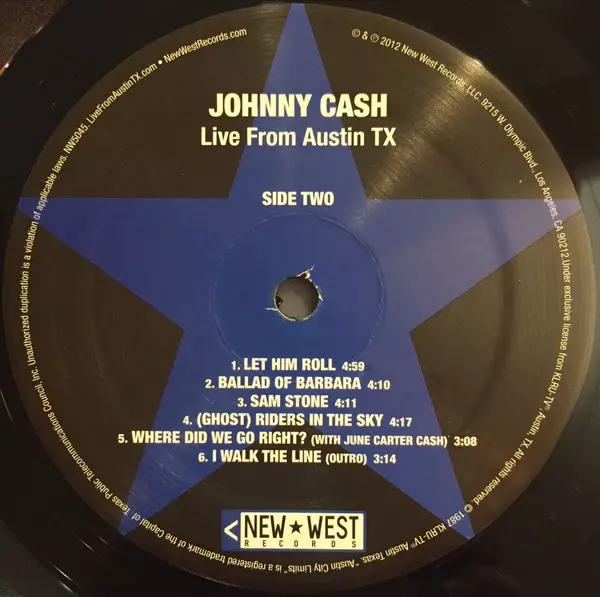 JOHNNY CASH
Live From Austin TX
SIDE TWO
1. LET HIM ROLL 4:59
2. BALLAD OF BARBARA 4:10
3. SAM STONE 4:11
4. (GHOST) RIDERS IN THE SKY 4:17
5. WHERE DID WE GO RIGHT? (WITH JUNE CARTER CASH) 3:08
6. I WALK THE LINE (OUTRO) 3:14
NEW★WEST
RECORDS
© & ℗ 2012 New West Records, LLC. 9215 W. Olympic Blvd., Los Angeles, CA 90212.Under exclusive license from KLRU-TV®, Austin, TX. All rights reserved. © 1987 KLRU-TV® Austin Texas. "Austin City Limits" is a registered trademark of the Capital of Texas Public Telecommunications Council, Inc. Unauthorized duplication is a violation of applicable laws. NW5045. LiveFromAustinTX.com • NewWestRecords.com